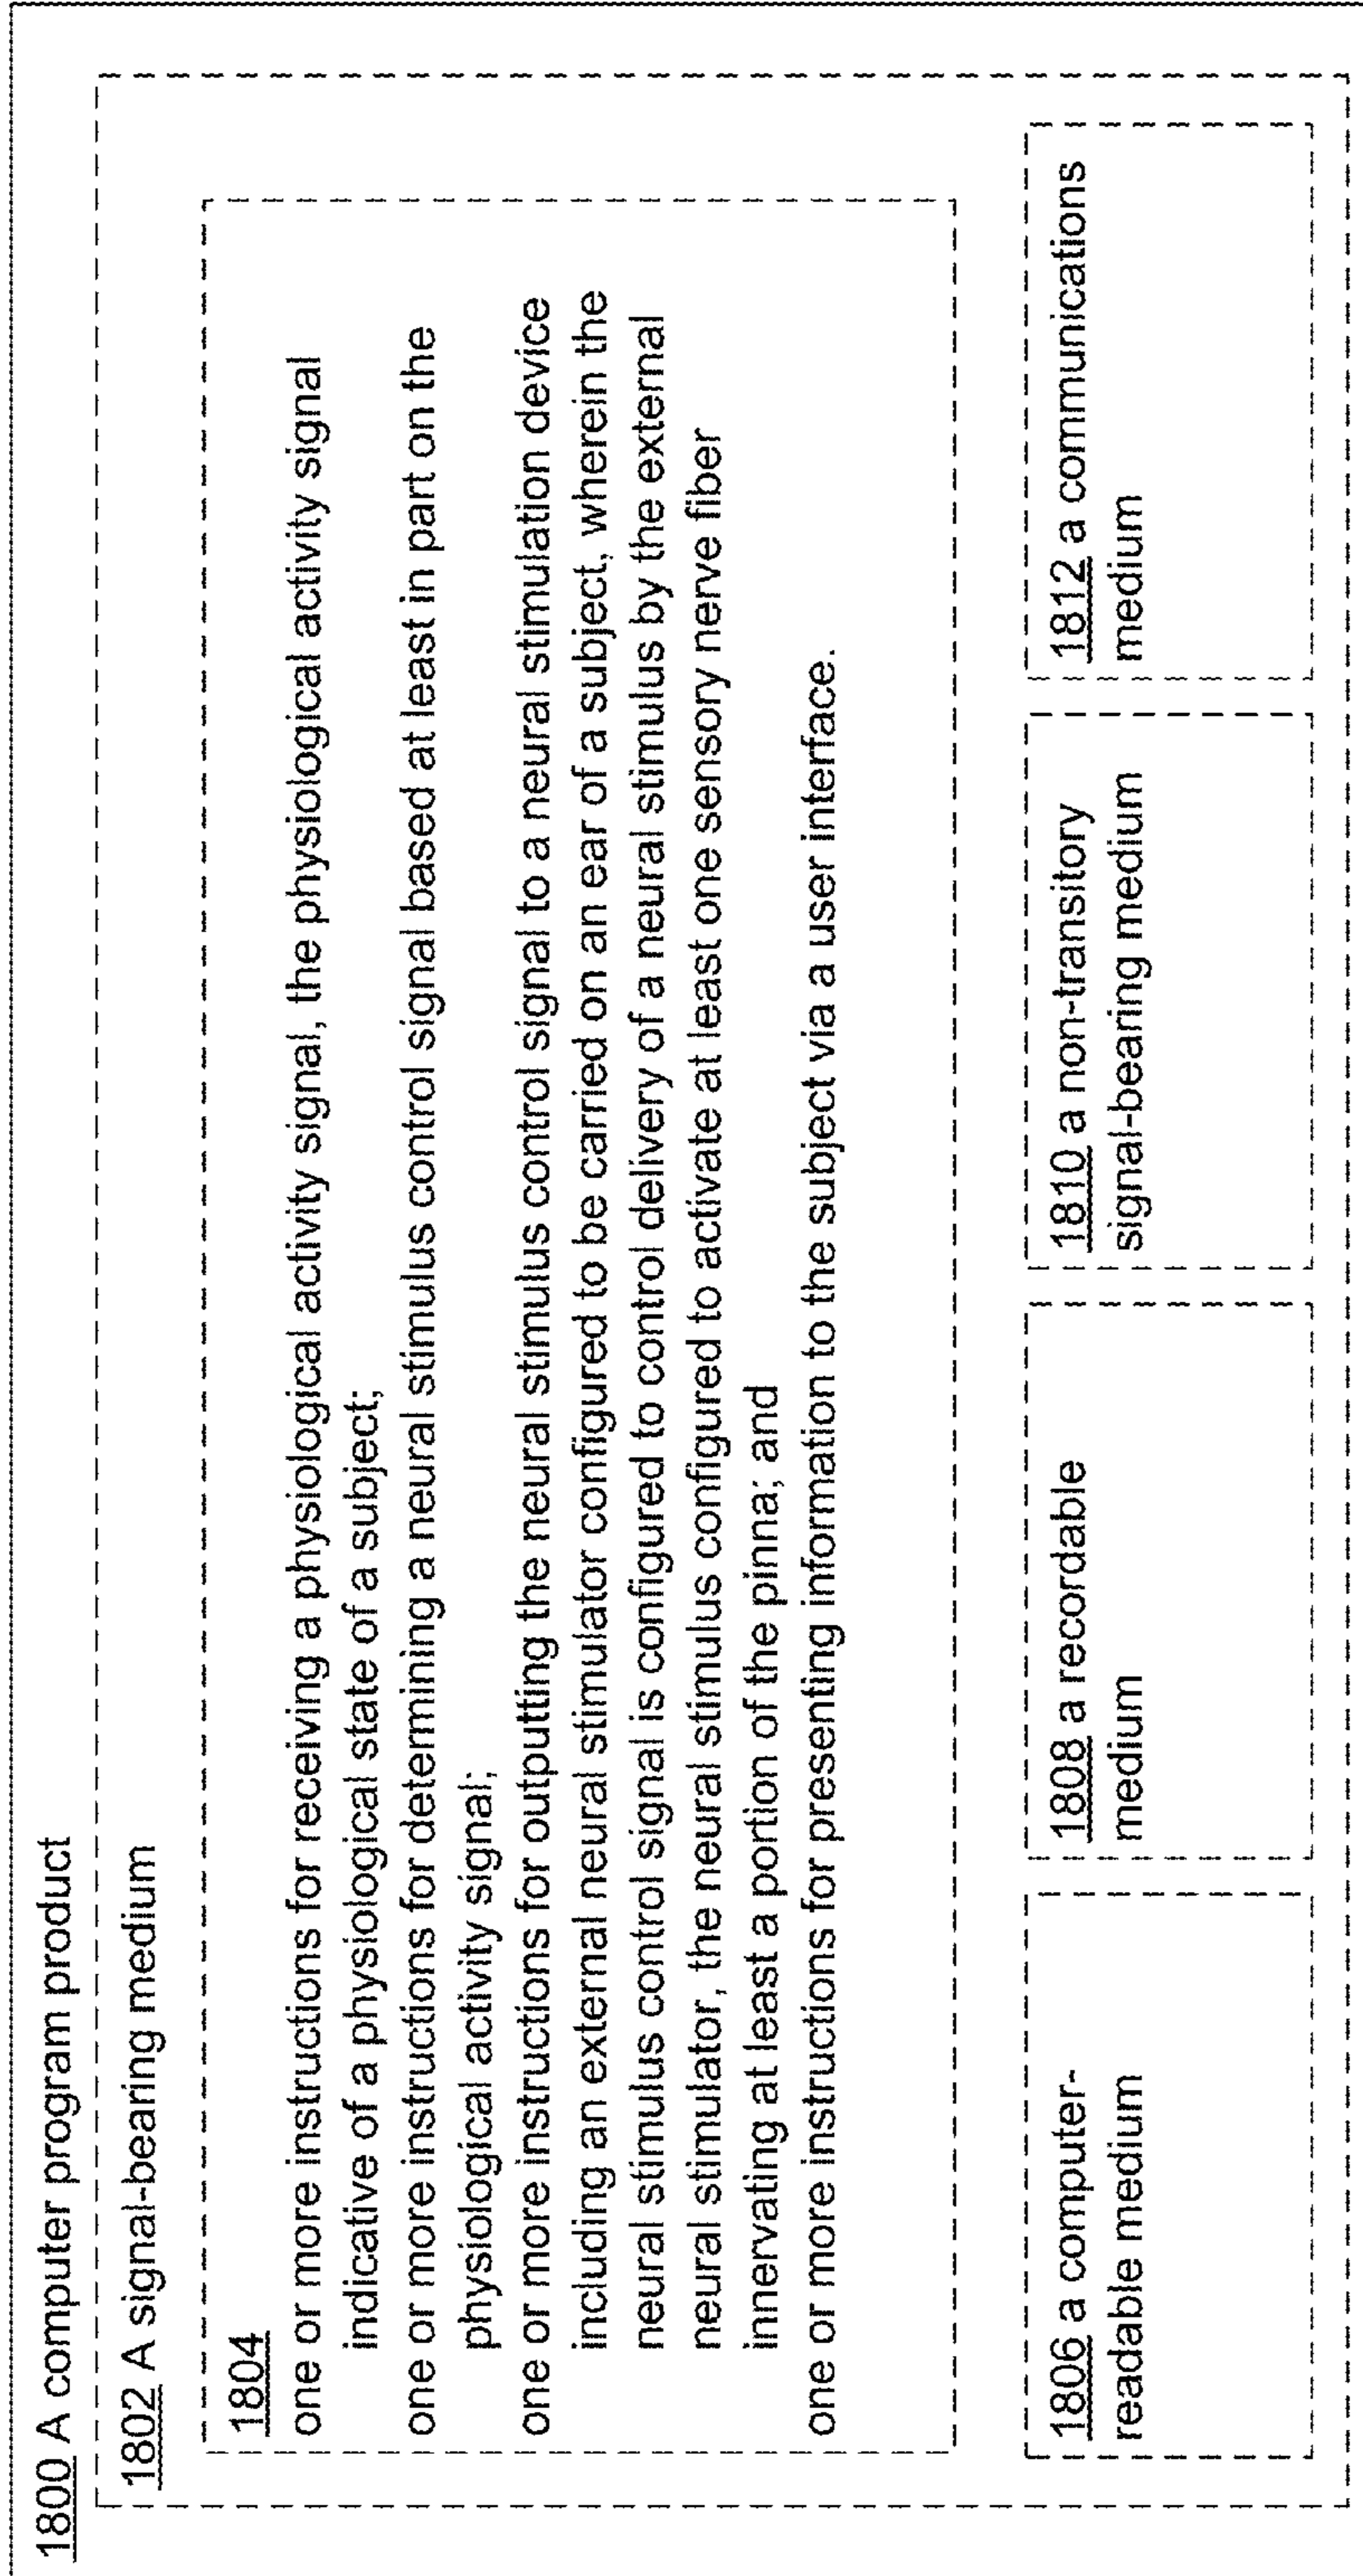 1800 A computer program product
1802 A signal-bearing medium
1804
one or more instructions for receiving a physiological activity signal, the physiological activity signal
indicative of a physiological state of a subject;
one or more instructions for determining a neural stimulus control signal based at least in part on the
physiological activity signal;
one or more instructions for outputting the neural stimulus control signal to a neural stimulation device
including an external neural stimulator configured to be carried on an ear of a subject, wherein the
neural stimulus control signal is configured to control delivery of a neural stimulus by the external
neural stimulator, the neural stimulus configured to activate at least one sensory nerve fiber
innervating at least a portion of the pinna; and
one or more instructions for presenting information to the subject via a user interface.
1806 a computer-
readable medium
1808 a recordable
medium
1810 a non-transitory
signal-bearing medium
1812 a communications
medium